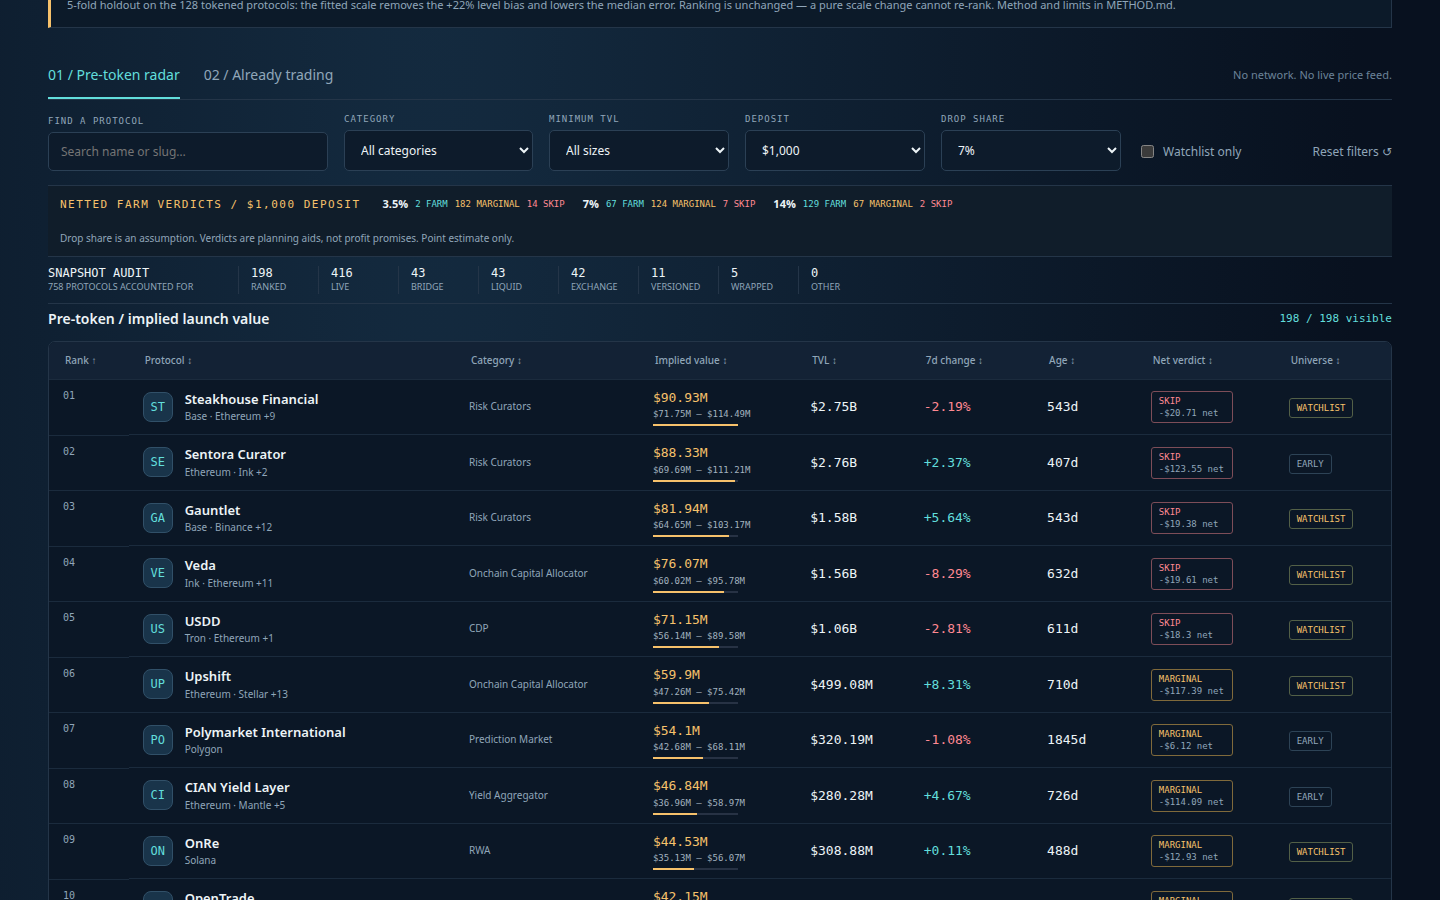 5-fold holdout on the 128 tokened protocols: the fitted scale removes the +22% level bias and lowers the median error. Ranking is unchanged — a pure scale change cannot re-rank. Method and limits in METHOD.md.
01 / Pre-token radar 02 / Already trading No network. No live price feed.
FIND A PROTOCOL CATEGORY MINIMUM TVL DEPOSIT DROP SHARE
Search name or slug... All categories All sizes $1,000 7% Watchlist only Reset filters ↺
NETTED FARM VERDICTS / $1,000 DEPOSIT 3.5% 2 FARM 182 MARGINAL 14 SKIP 7% 67 FARM 124 MARGINAL 7 SKIP 14% 129 FARM 67 MARGINAL 2 SKIP
Drop share is an assumption. Verdicts are planning aids, not profit promises. Point estimate only.
SNAPSHOT AUDIT 198 416 43 43 42 11 5 0
758 PROTOCOLS ACCOUNTED FOR RANKED LIVE BRIDGE LIQUID EXCHANGE VERSIONED WRAPPED OTHER
Pre-token / implied launch value 198 / 198 visible
Rank ↑ Protocol ↕ Category ↕ Implied value ↕ TVL ↕ 7d change ↕ Age ↕ Net verdict ↕ Universe ↕
01 ST Steakhouse Financial Risk Curators $90.93M $2.75B -2.19% 543d SKIP WATCHLIST
Base · Ethereum +9 $71.75M — $114.49M -$20.71 net
02 SE Sentora Curator Risk Curators $88.33M $2.76B +2.37% 407d SKIP EARLY
Ethereum · Ink +2 $69.69M — $111.21M -$123.55 net
03 GA Gauntlet Risk Curators $81.94M $1.58B +5.64% 543d SKIP WATCHLIST
Base · Binance +12 $64.65M — $103.17M -$19.38 net
04 VE Veda Onchain Capital Allocator $76.07M $1.56B -8.29% 632d SKIP WATCHLIST
Ink · Ethereum +11 $60.02M — $95.78M -$19.61 net
05 US USDD CDP $71.15M $1.06B -2.81% 611d SKIP WATCHLIST
Tron · Ethereum +1 $56.14M — $89.58M -$18.3 net
06 UP Upshift Onchain Capital Allocator $59.9M $499.08M +8.31% 710d MARGINAL WATCHLIST
Ethereum · Stellar +13 $47.26M — $75.42M -$117.39 net
07 PO Polymarket International Prediction Market $54.1M $320.19M -1.08% 1845d MARGINAL EARLY
Polygon $42.68M — $68.11M -$6.12 net
08 CI CIAN Yield Layer Yield Aggregator $46.84M $280.28M +4.67% 726d MARGINAL EARLY
Ethereum · Mantle +5 $36.96M — $58.97M -$114.09 net
09 ON OnRe RWA $44.53M $308.88M +0.11% 488d MARGINAL WATCHLIST
Solana $35.13M — $56.07M -$12.93 net
10 OpenTrade $42.15M MARGINAL